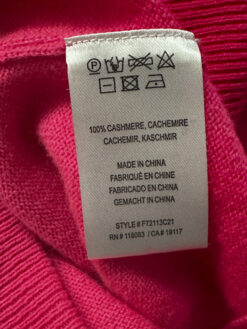 100% CASHMERE, CACHEMIRE
CACHEMIR, KASCHMIR
MADE IN CHINA
FABRIQUÉ EN CHINE
FABRICADO EN CHINA
GEMACHT IN CHINA
STYLE # F72113C21
RN # 118083 / CA # 19117